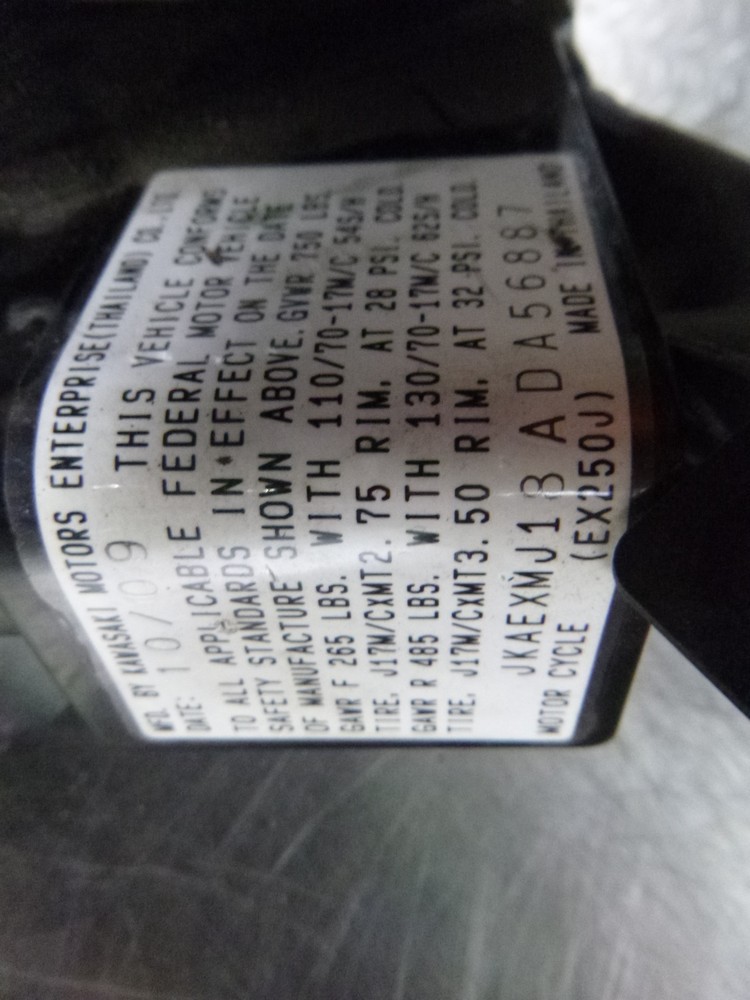 MFD. BY KAWASAKI MOTORS ENTERPRISE(THAILAND) CO.,LTD.
DATE: 10/09 THIS VEHICLE CONFORMS
TO ALL APPLICABLE FEDERAL MOTOR VEHICLE
SAFETY STANDARDS IN EFFECT ON THE DATE
OF MANUFACTURE SHOWN ABOVE.GVWR 750 LBS.
GAWR F 265 LBS. WITH 110/70-17M/C 54S/H
TIRE, J17M/CxMT2.75 RIM, AT 28 PSI. COLD.
GAWR R 485 LBS. WITH 130/70-17M/C 62S/H
TIRE, J17M/CxMT3.50 RIM, AT 32 PSI. COLD.
JKAEXMJ18ADA56887
MOTOR CYCLE (EX250J) MADE IN THAILAND